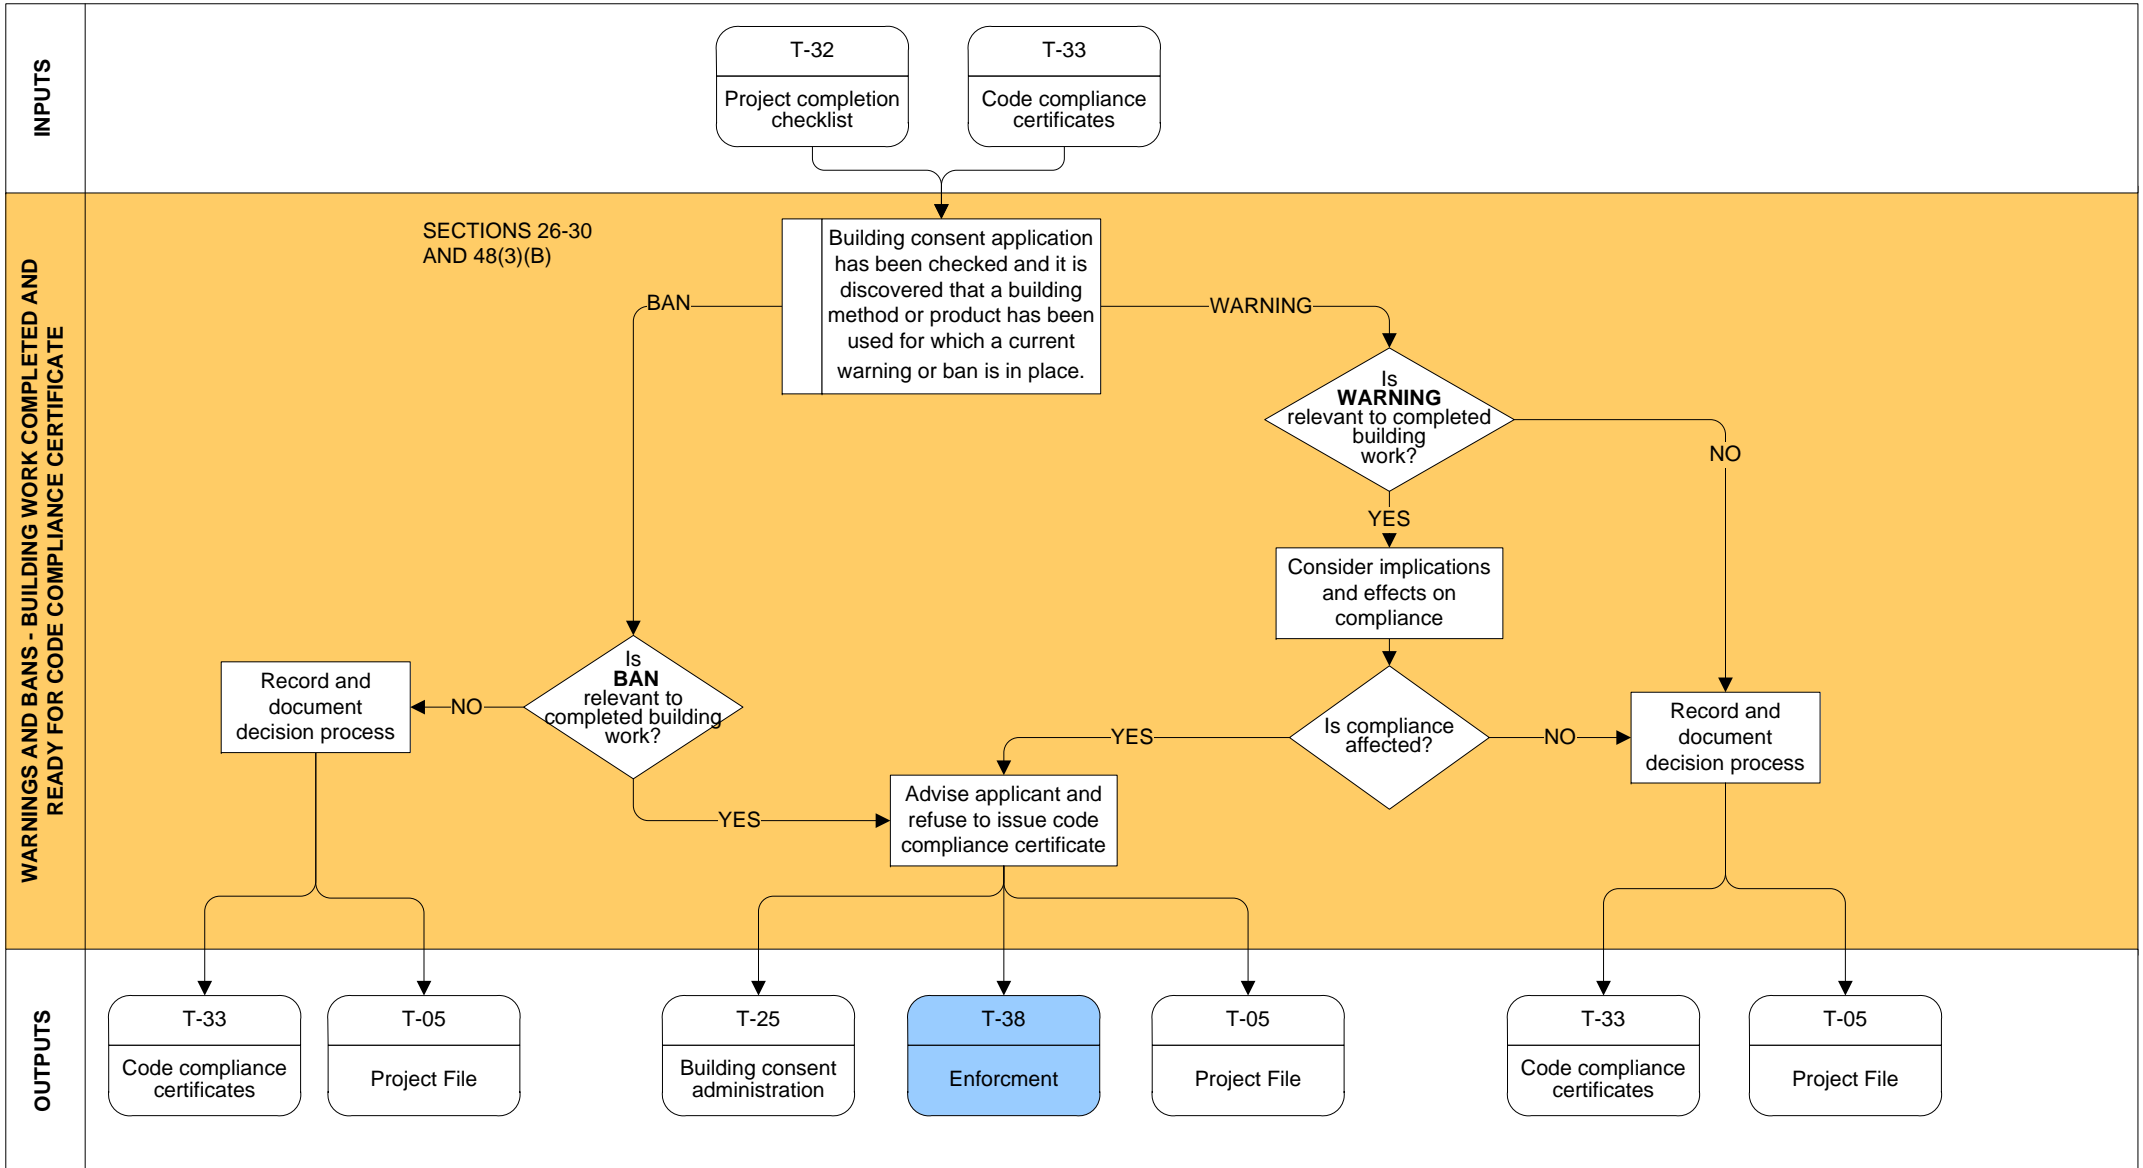 INPUTS
T-32
Project completion
checklist
T-33
Code compliance
certificates
WARNINGS AND BANS - BUILDING WORK COMPLETED AND
READY FOR CODE COMPLIANCE CERTIFICATE
SECTIONS 26-30
AND 48(3)(B)
Building consent application
has been checked and it is
discovered that a building
method or product has been
used for which a current
warning or ban is in place.
BAN
WARNING
Is
WARNING
relevant to completed
building
work?
NO
YES
Consider implications
and effects on
compliance
Is
BAN
relevant to
completed building
work?
NO
Record and
document
decision process
YES
Is compliance
affected?
YES
NO
Record and
document
decision process
Advise applicant and
refuse to issue code
compliance certificate
OUTPUTS
T-33
Code compliance
certificates
T-05
Project File
T-25
Building consent
administration
T-38
Enforcment
T-05
Project File
T-33
Code compliance
certificates
T-05
Project File